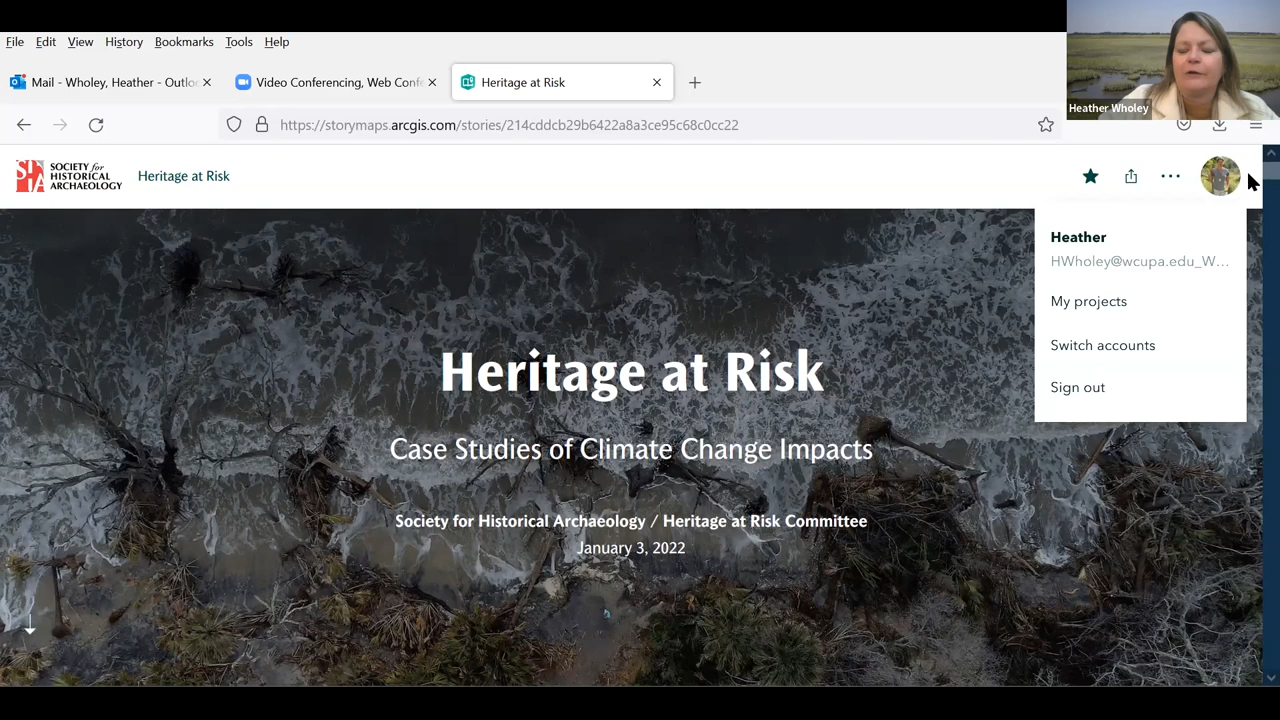 File Edit View History Bookmarks Tools Help
Mail - Wholey, Heather - Outlo
Video Conferencing, Web Confe
Heritage at Risk
Heather Wholey
https://storymaps.arcgis.com/stories/214cddcb29b6422a8a3ce95c68c0cc22
SHA
SOCIETY for
HISTORICAL
ARCHAEOLOGY
Heritage at Risk
Heather
HWholey@wcupa.edu_W...
My projects
Switch accounts
Sign out
Heritage at Risk
Case Studies of Climate Change Impacts
Society for Historical Archaeology / Heritage at Risk Committee
January 3, 2022